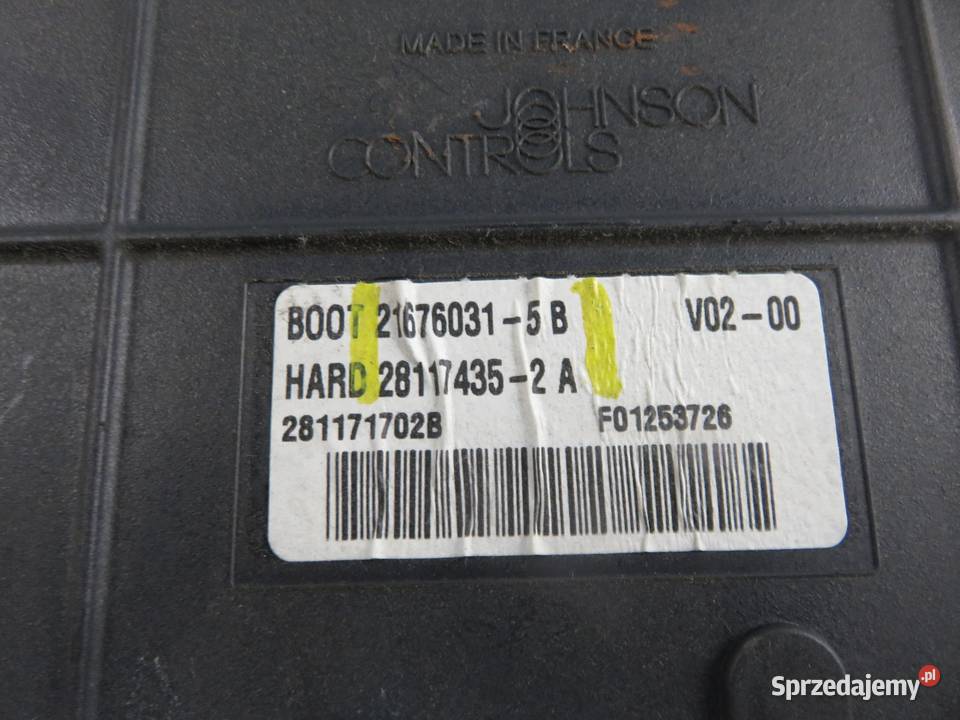 MADE IN FRANCE
JOHNSON
CONTROLS
BOOT 21676031-5 B V02-00
HARD 28117435-2 A
281171702B F01253726
Sprzedajemy.pl